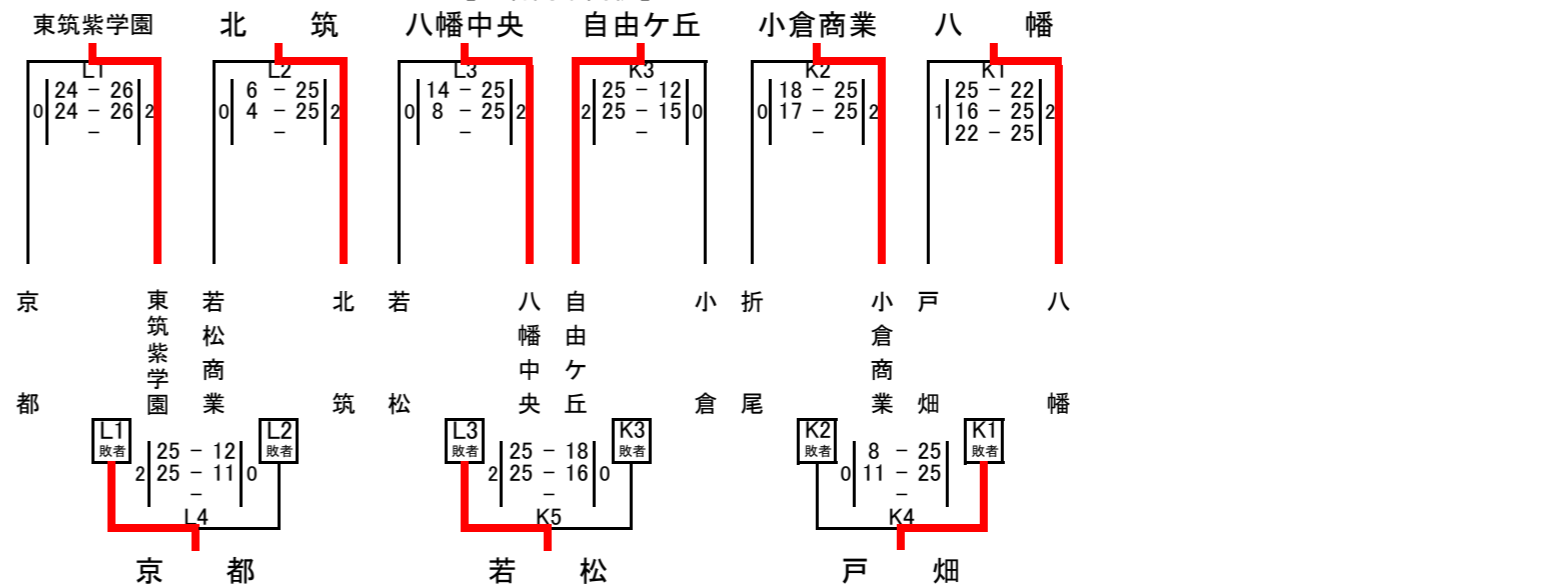 東筑紫学園 北筑 八幡中央 自由ケ丘 小倉商業 八幡
L1 L2 L3 K3 K2 K1
24 - 26 6 - 25 14 - 25 25 - 12 18 - 25 25 - 22
0 24 - 26 2 0 4 - 25 2 0 8 - 25 2 2 25 - 15 0 0 17 - 25 2 1 16 - 25 2
- - - - - 22 - 25
京都 東筑紫学園 若松商業 北筑 若松 八幡中央 自由ケ丘 小倉 折尾 小倉商業 戸畑 八幡
L1 L2 L3 K3 K2 K1
敗者 敗者 敗者 敗者 敗者 敗者
25 - 12 25 - 18 8 - 25
2 25 - 11 0 2 25 - 16 0 0 11 - 25
- - -
L4 K5 K4
京都 若松 戸畑